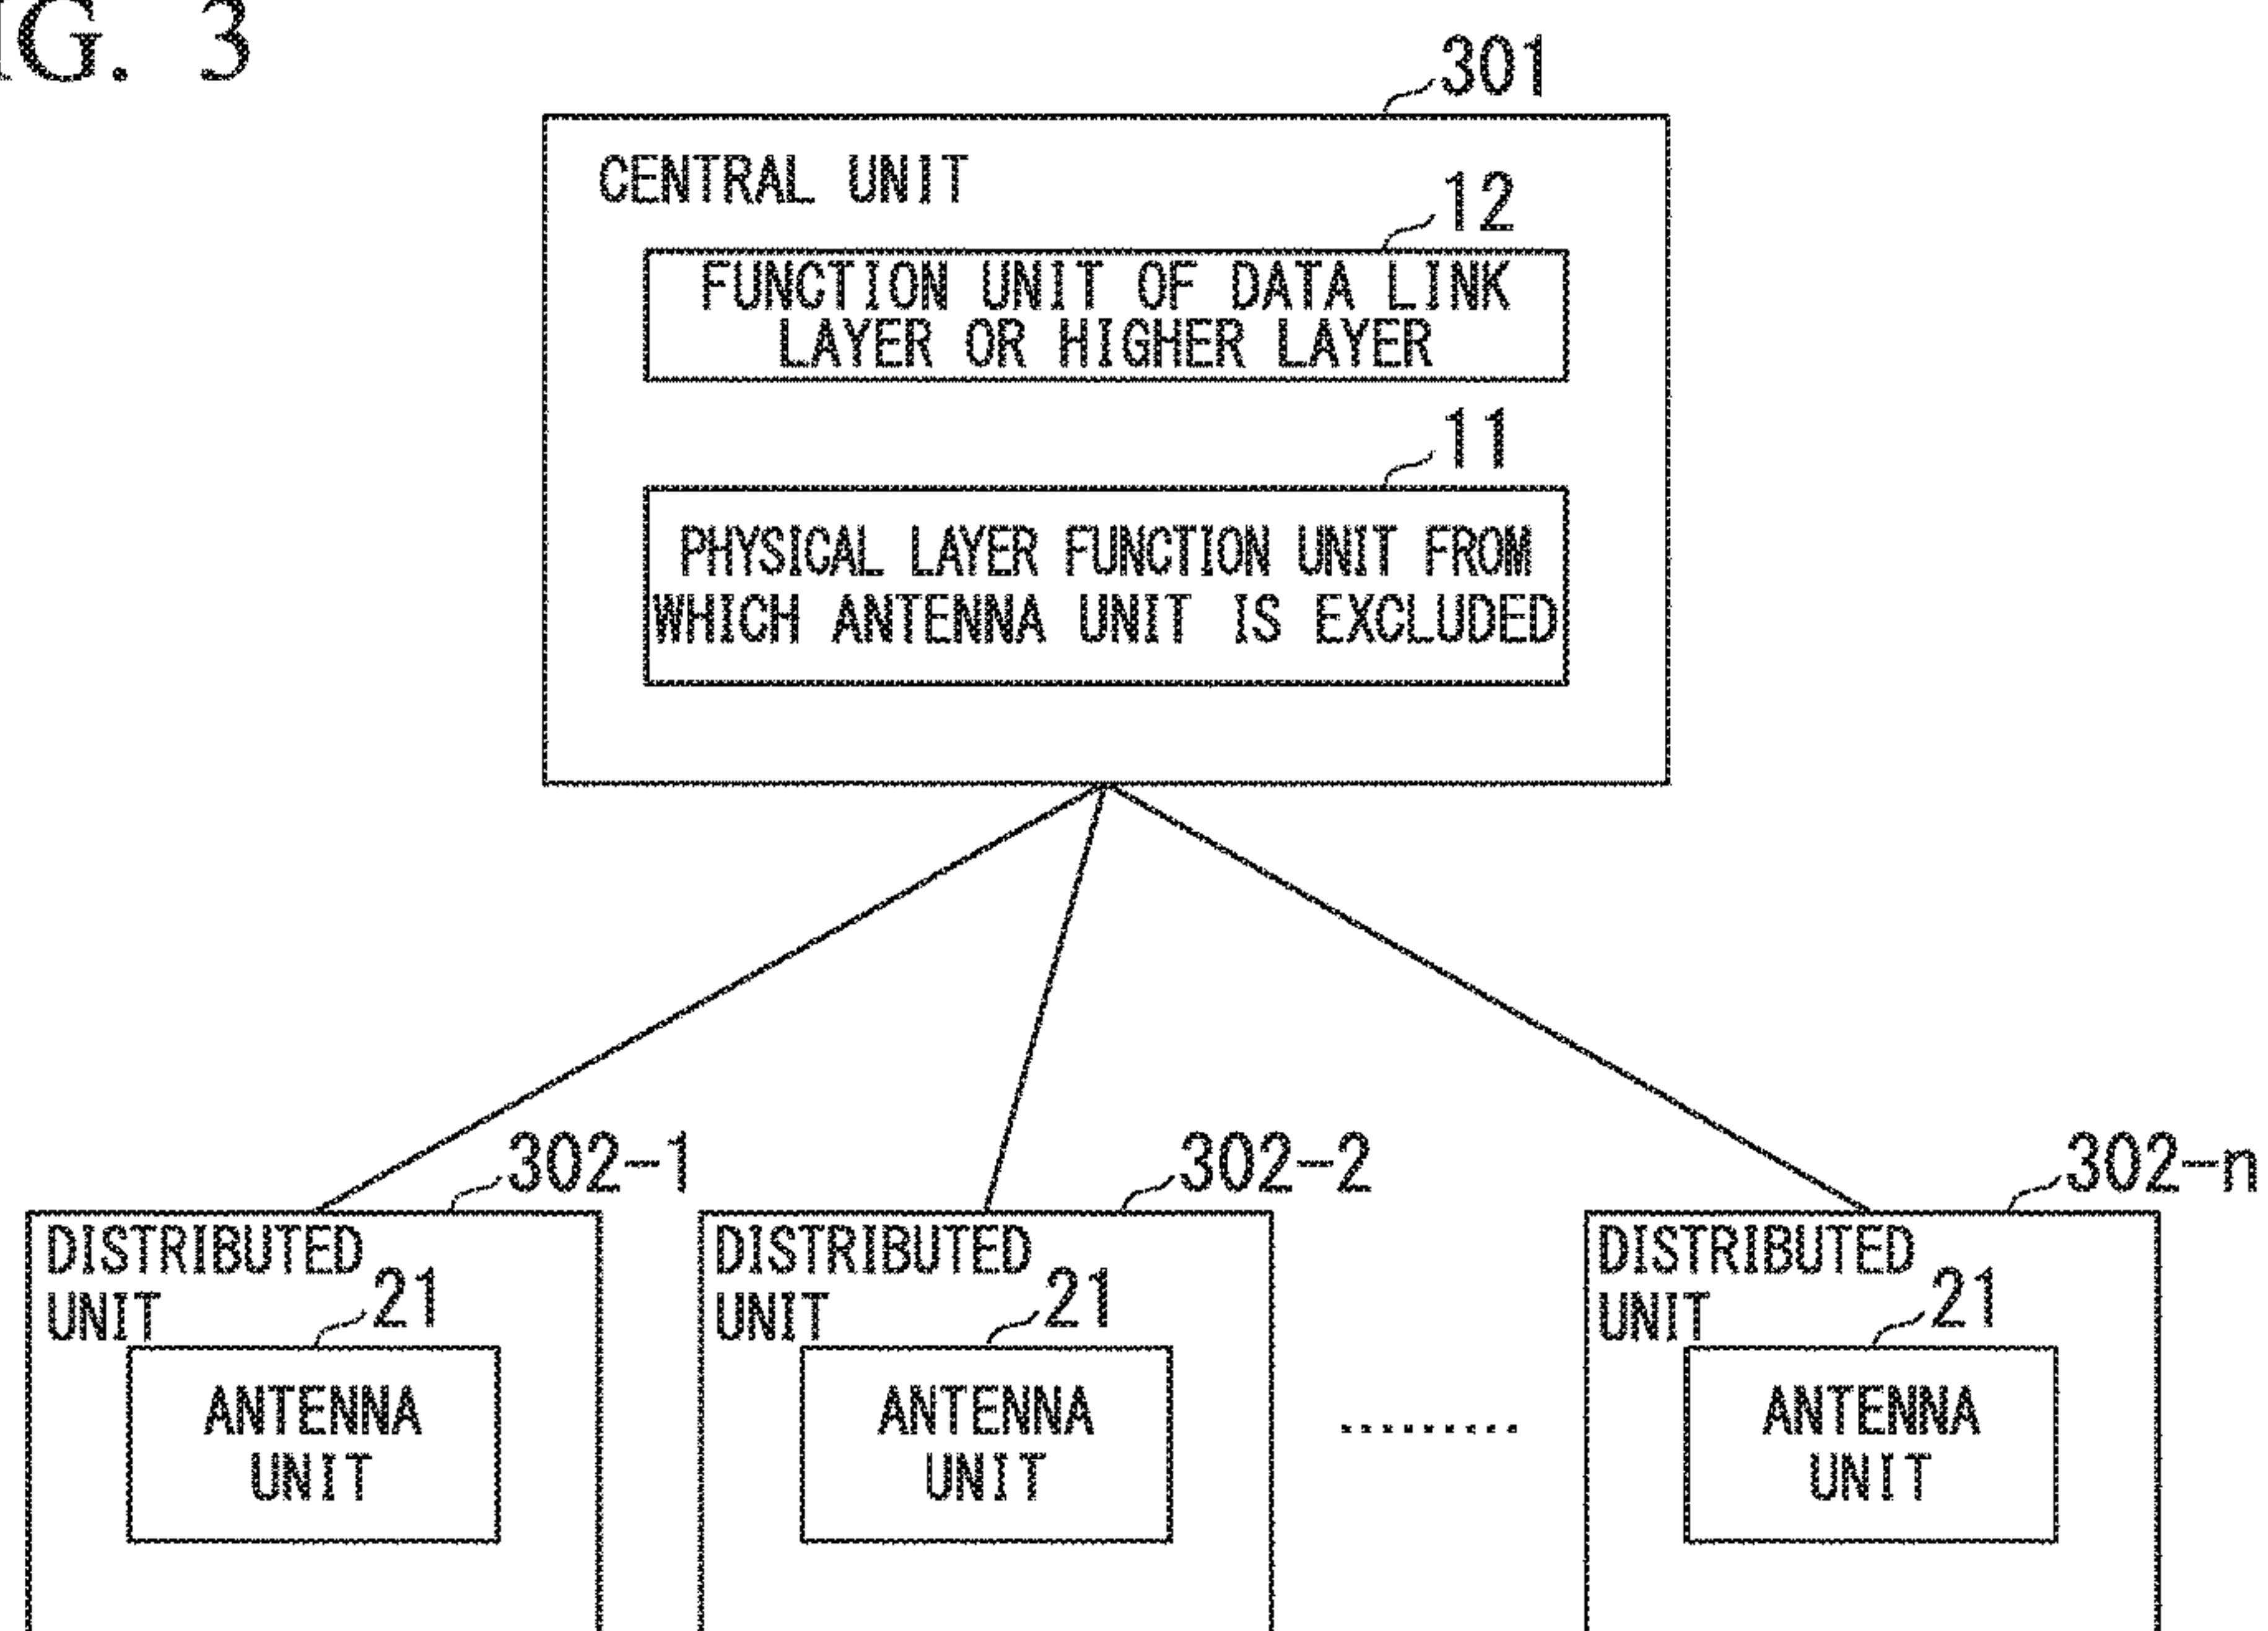 IG. 3
301
CENTRAL UNIT
12
FUNCTION UNIT OF DATA LINK
LAYER OR HIGHER LAYER
11
PHYSICAL LAYER FUNCTION UNIT FROM
WHICH ANTENNA UNIT IS EXCLUDED
302-1
302-2
302-n
DISTRIBUTED
UNIT
21
ANTENNA
UNIT
DISTRIBUTED
UNIT
21
ANTENNA
UNIT
DISTRIBUTED
UNIT
21
ANTENNA
UNIT